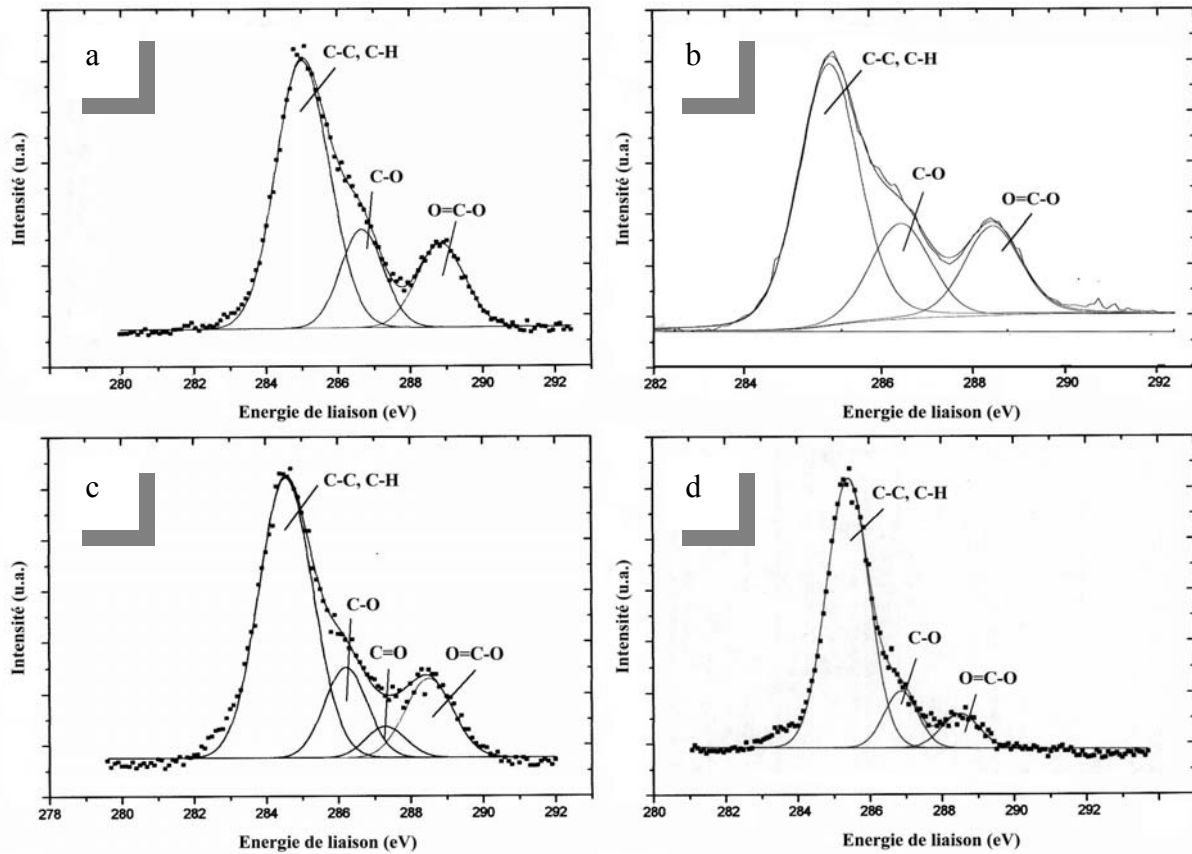 a
C-C, C-H
C-O
O=C-O
Intensité (u.a.)
280 282 284 286 288 290 292
Energie de liaison (eV)
b
C-C, C-H
C-O
O=C-O
Intensité (u.a.)
282 284 286 288 290 292
Energie de liaison (eV)
c
C-C, C-H
C-O
C=O
O=C-O
Intensité (u.a.)
278 280 282 284 286 288 290 292
Energie de liaison (eV)
d
C-C, C-H
C-O
O=C-O
Intensité (u.a.)
280 282 284 286 288 290 292
Energie de liaison (eV)